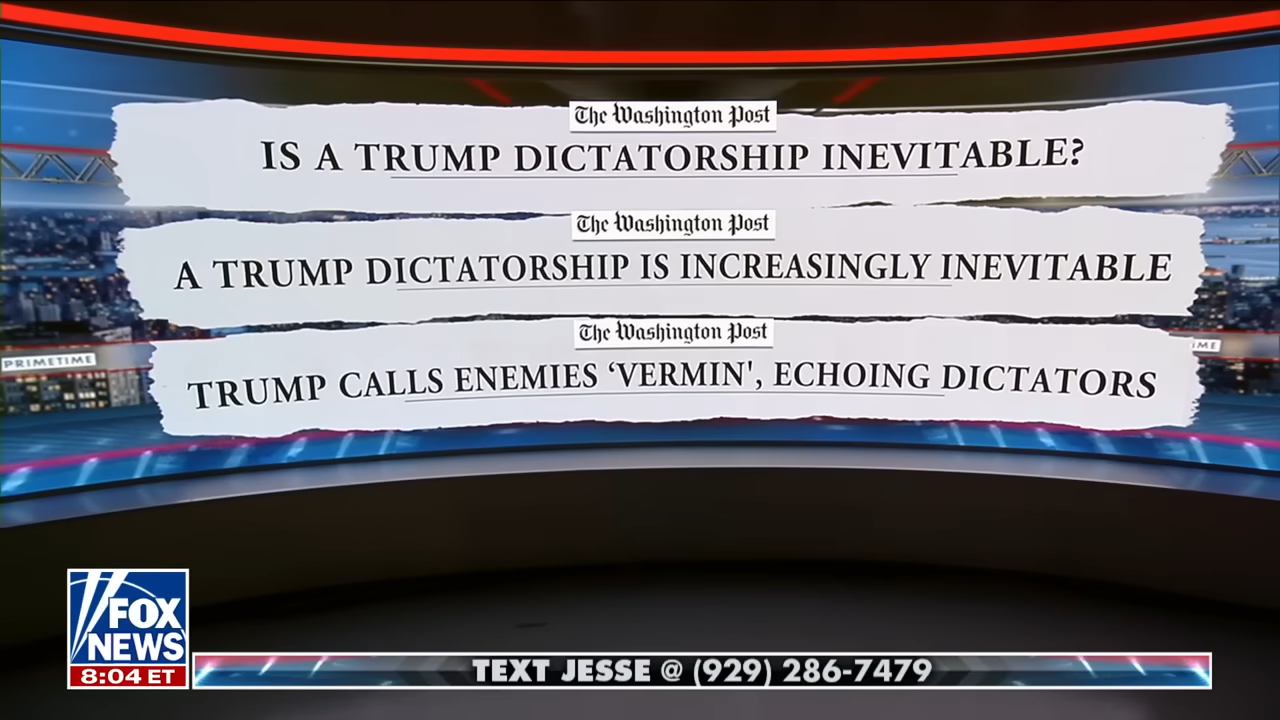 The Washington Post
IS A TRUMP DICTATORSHIP INEVITABLE?
The Washington Post
A TRUMP DICTATORSHIP IS INCREASINGLY INEVITABLE
The Washington Post
TRUMP CALLS ENEMIES ‘VERMIN', ECHOING DICTATORS
PRIMETIME
IME
FOX
NEWS
8:04 ET
TEXT JESSE @ (929) 286-7479